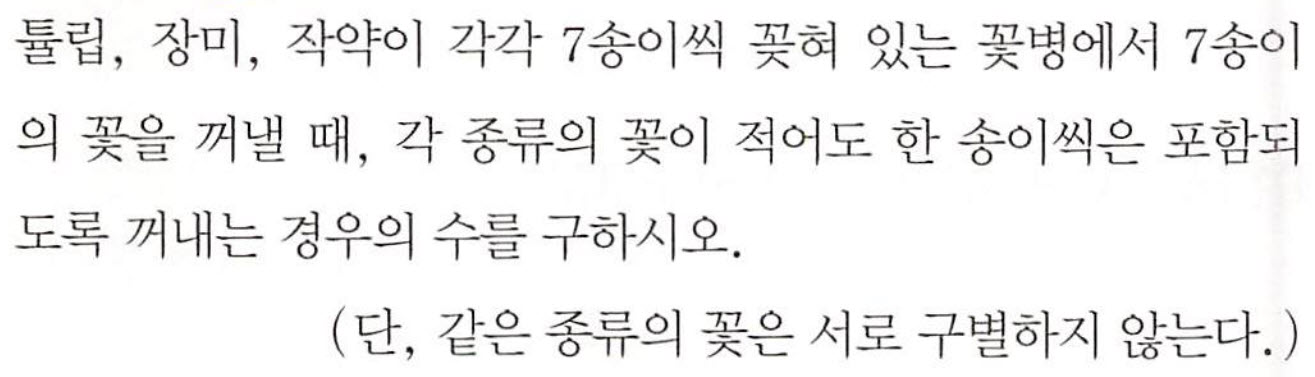 튤립, 장미, 작약이 각각 7송이씩 꽂혀 있는 꽃병에서 7송이
의 꽃을 꺼낼 때, 각 종류의 꽃이 적어도 한 송이씩은 포함되
도록 꺼내는 경우의 수를 구하시오.
(단, 같은 종류의 꽃은 서로 구별하지 않는다.)